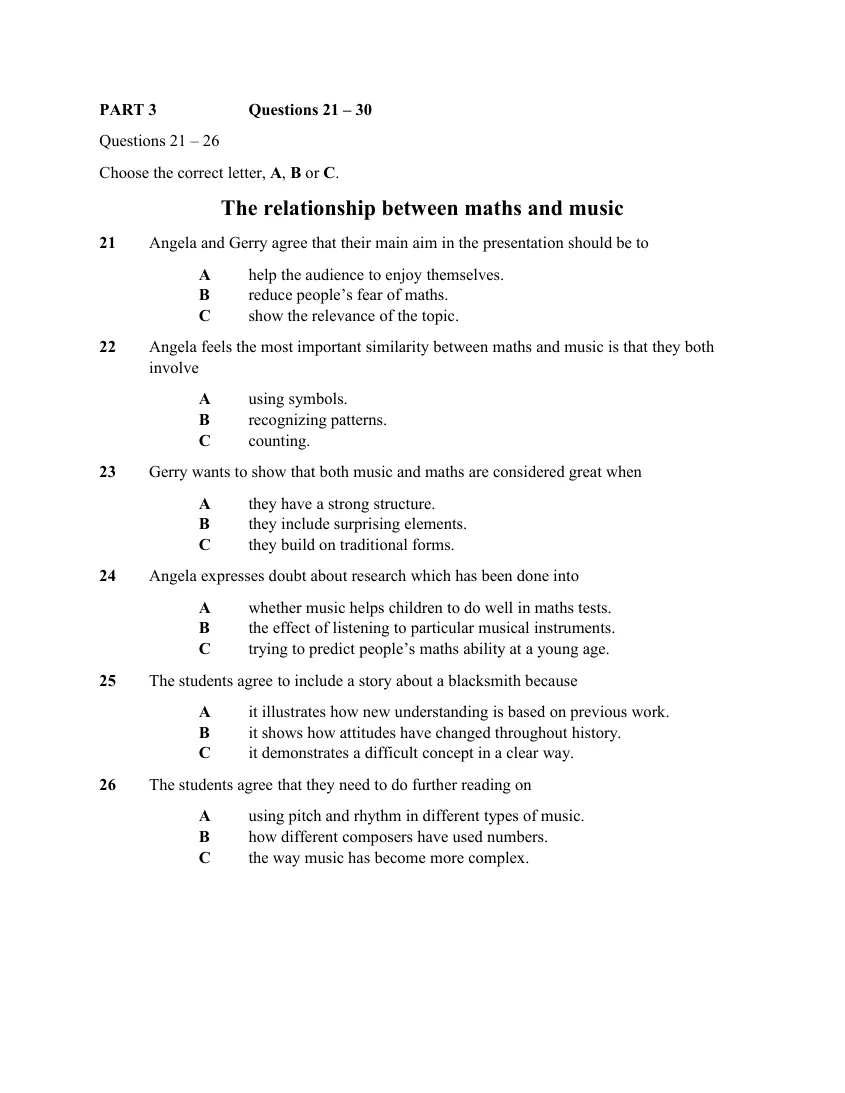 PART 3 Questions 21 – 30
Questions 21 – 26
Choose the correct letter, A, B or C.
The relationship between maths and music
21 Angela and Gerry agree that their main aim in the presentation should be to
A help the audience to enjoy themselves.
B reduce people’s fear of maths.
C show the relevance of the topic.
22 Angela feels the most important similarity between maths and music is that they both
involve
A using symbols.
B recognizing patterns.
C counting.
23 Gerry wants to show that both music and maths are considered great when
A they have a strong structure.
B they include surprising elements.
C they build on traditional forms.
24 Angela expresses doubt about research which has been done into
A whether music helps children to do well in maths tests.
B the effect of listening to particular musical instruments.
C trying to predict people’s maths ability at a young age.
25 The students agree to include a story about a blacksmith because
A it illustrates how new understanding is based on previous work.
B it shows how attitudes have changed throughout history.
C it demonstrates a difficult concept in a clear way.
26 The students agree that they need to do further reading on
A using pitch and rhythm in different types of music.
B how different composers have used numbers.
C the way music has become more complex.